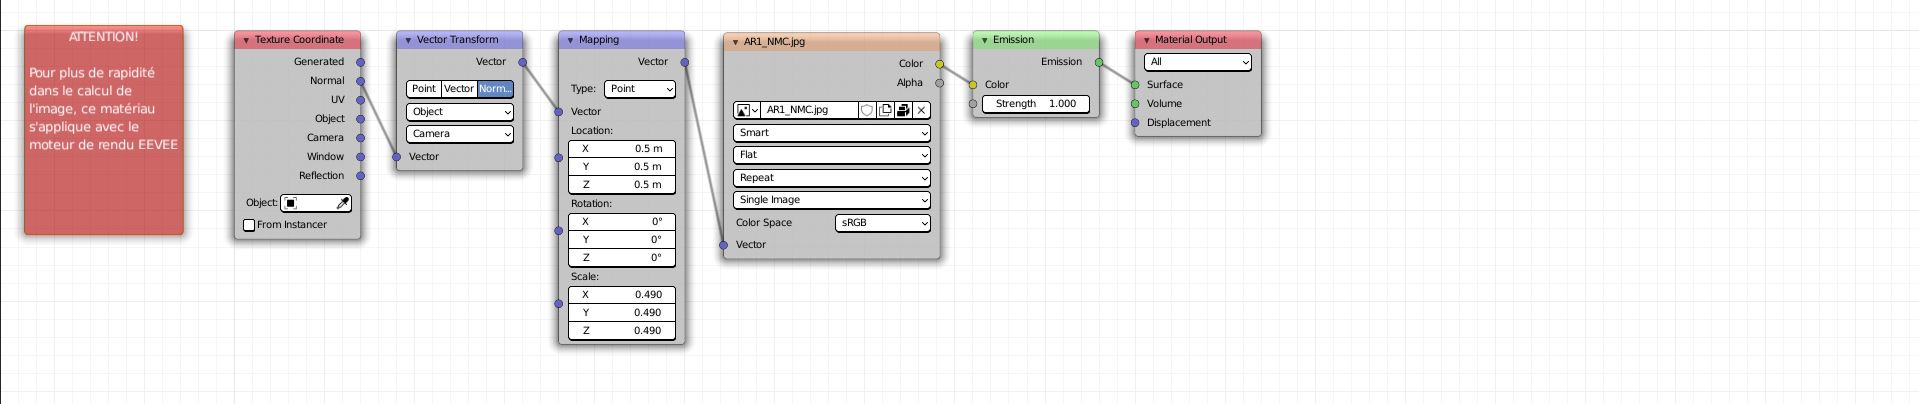 ATTENTION!
Pour plus de rapidité
dans le calcul de
l'image, ce matériau
s'applique avec le
moteur de rendu EEVEE
Texture Coordinate
Generated
Normal
UV
Object
Camera
Window
Reflection
Object:
From Instancer
Vector Transform
Vector
Point Vector Norm...
Object
Camera
Vector
Mapping
Vector
Type: Point
Vector
Location:
X 0.5 m
Y 0.5 m
Z 0.5 m
Rotation:
X 0°
Y 0°
Z 0°
Scale:
X 0.490
Y 0.490
Z 0.490
AR1_NMC.jpg
Color
Alpha
AR1_NMC.jpg
Smart
Flat
Repeat
Single Image
Color Space sRGB
Vector
Emission
Emission
Color
Strength 1.000
Material Output
All
Surface
Volume
Displacement